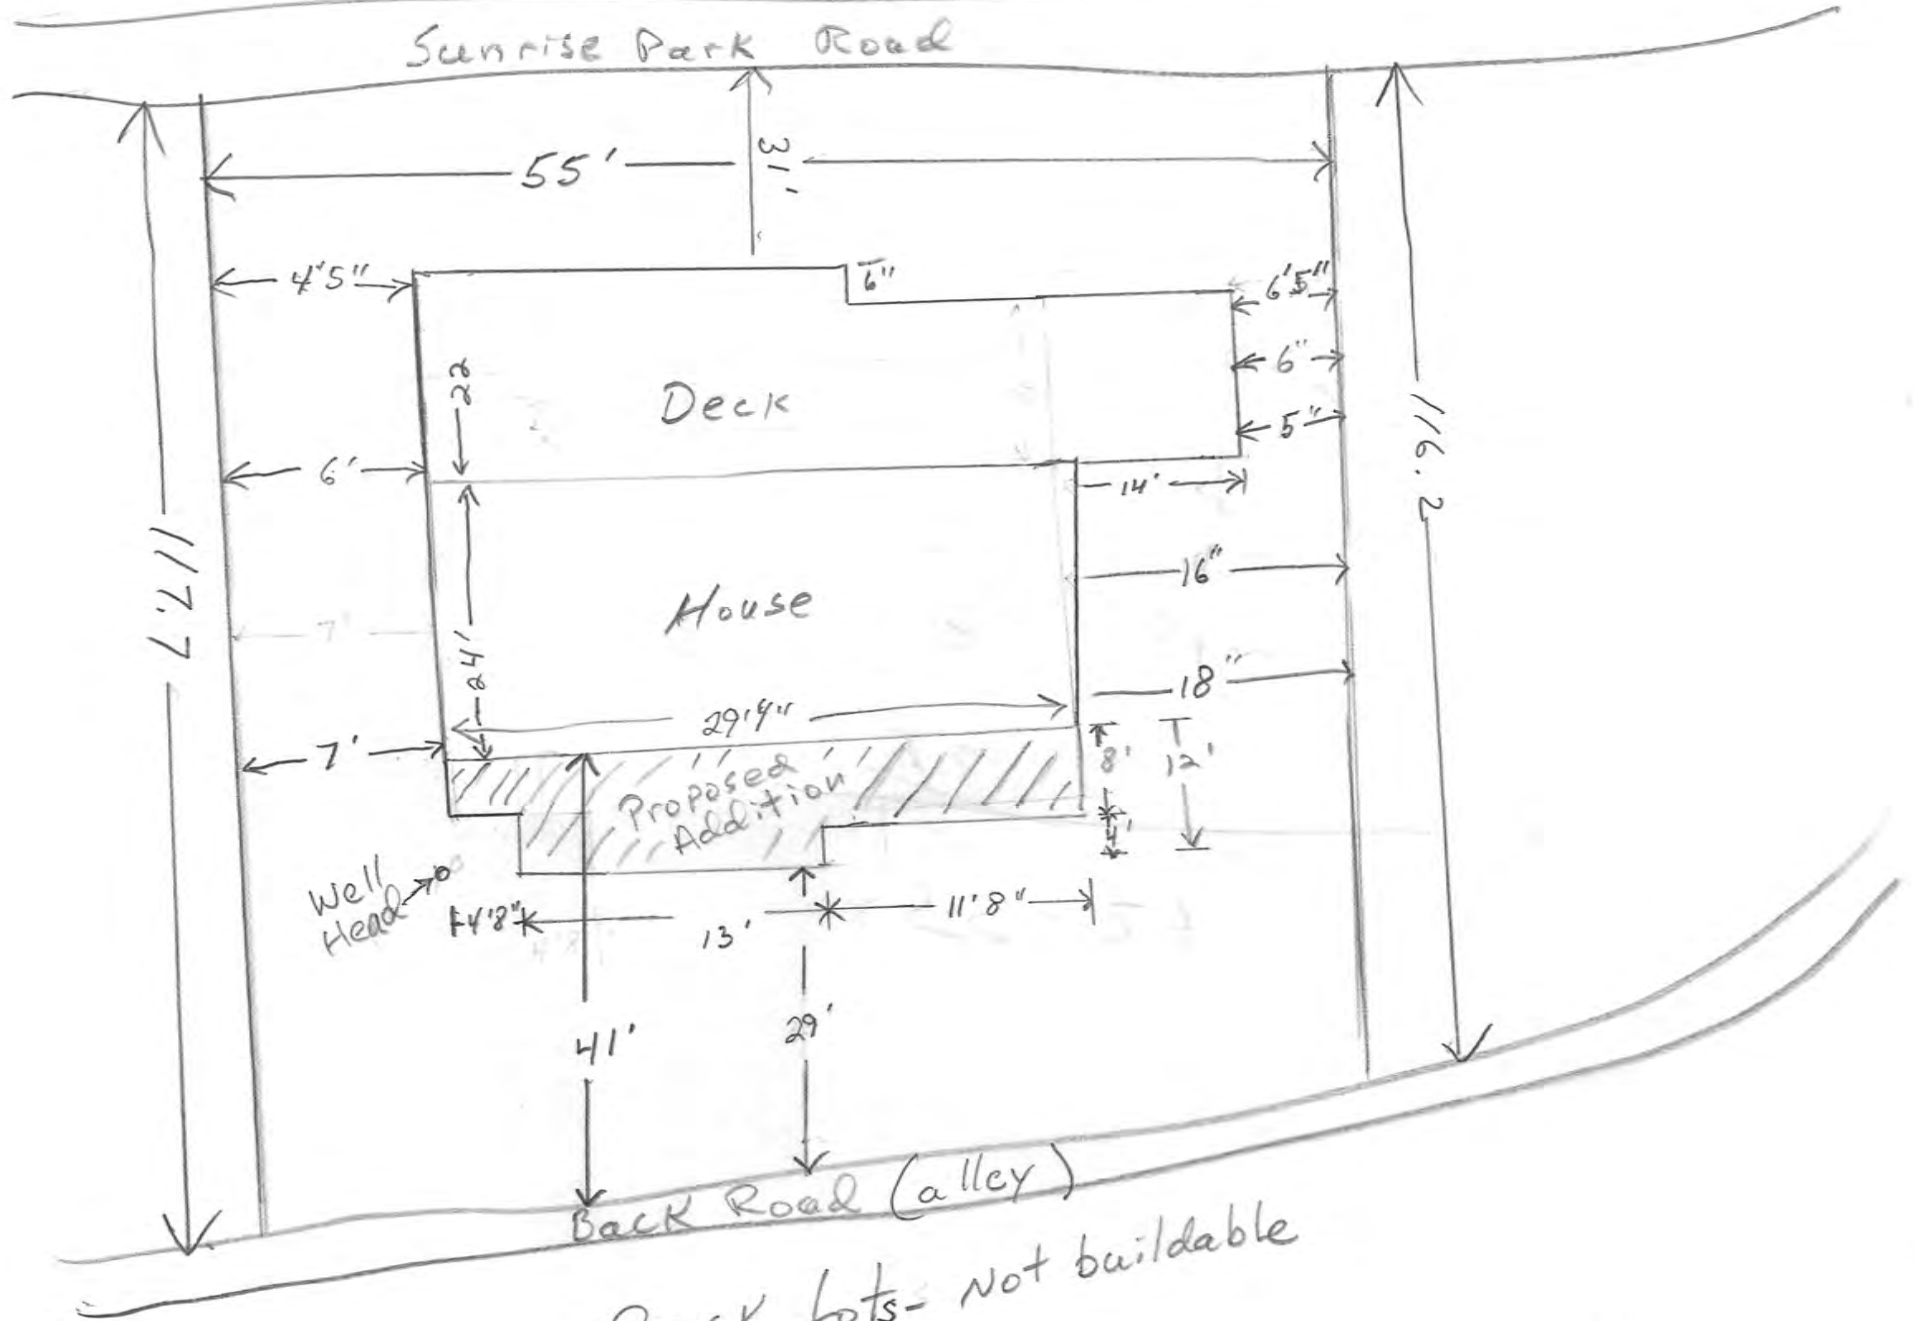 Sunrise Park Road
55'
31'
4'5"
6"
6'5"
6"
5"
22
Deck
116.2
6'
14'
117.7
16"
House
7'
24'
18"
29'4"
7'
8'
12'
Proposed
Addition
4'
Well
Head
4'8"
13'
11'8"
41'
29'
Back Road (alley)
Lots- Not buildable